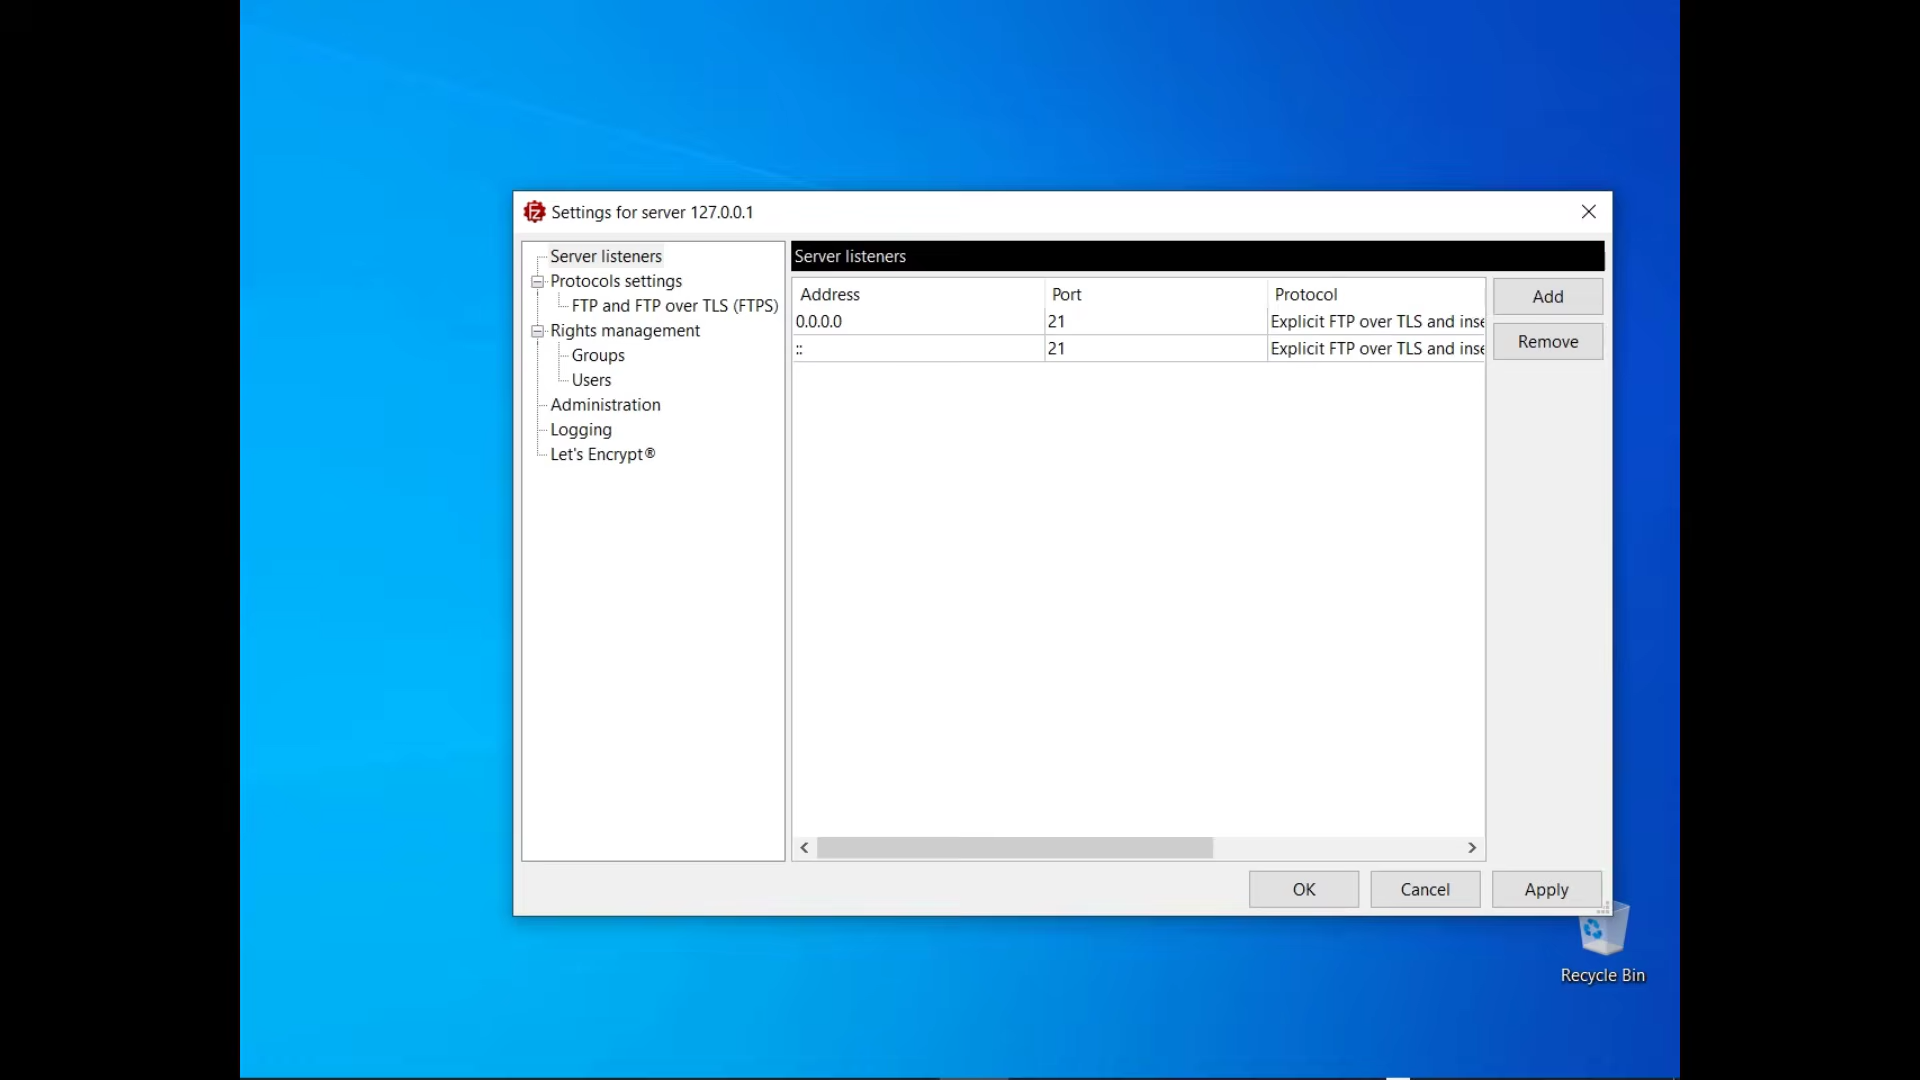 Settings for server 127.0.0.1
Server listeners
Protocols settings
FTP and FTP over TLS (FTPS)
Rights management
Groups
Users
Administration
Logging
Let's Encrypt®
Server listeners
Address Port Protocol
0.0.0.0 21 Explicit FTP over TLS and inse
:: 21 Explicit FTP over TLS and inse
Add
Remove
OK Cancel Apply
Recycle Bin